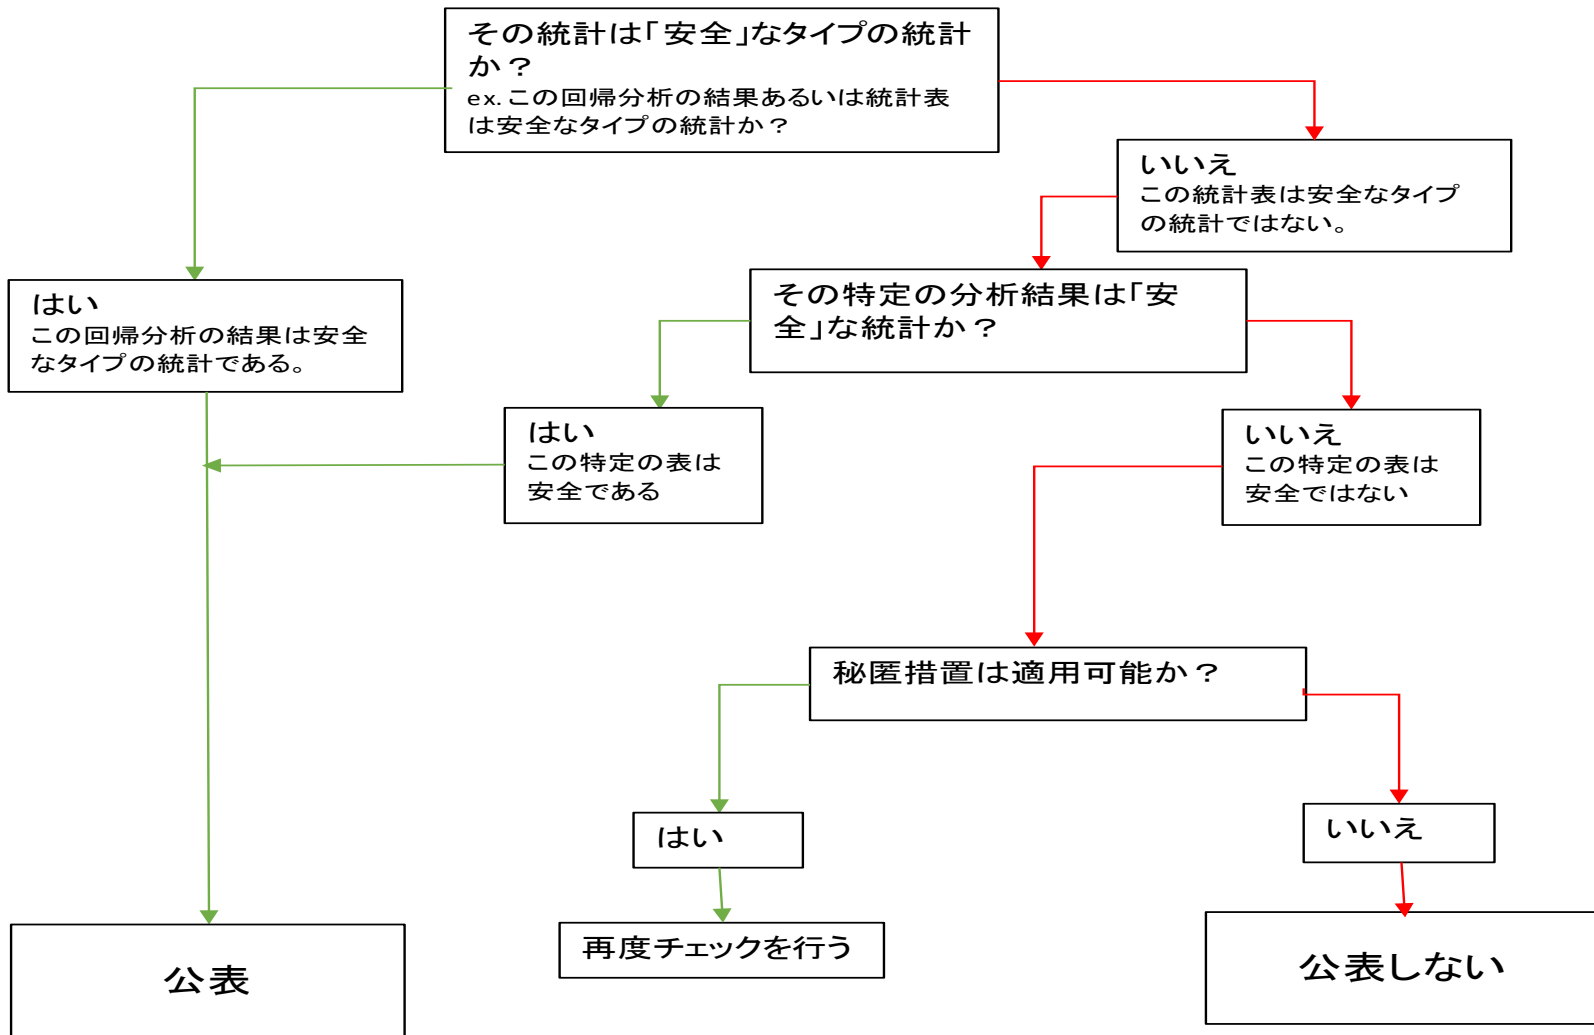 その統計は「安全」なタイプの統計
か？
ex.この回帰分析の結果あるいは統計表
は安全なタイプの統計か？
いいえ
この統計表は安全なタイプ
の統計ではない。
はい
この回帰分析の結果は安全
なタイプの統計である。
その特定の分析結果は「安
全」な統計か？
はい
この特定の表は
安全である
いいえ
この特定の表は
安全ではない
秘匿措置は適用可能か？
はい
いいえ
公表
再度チェックを行う
公表しない